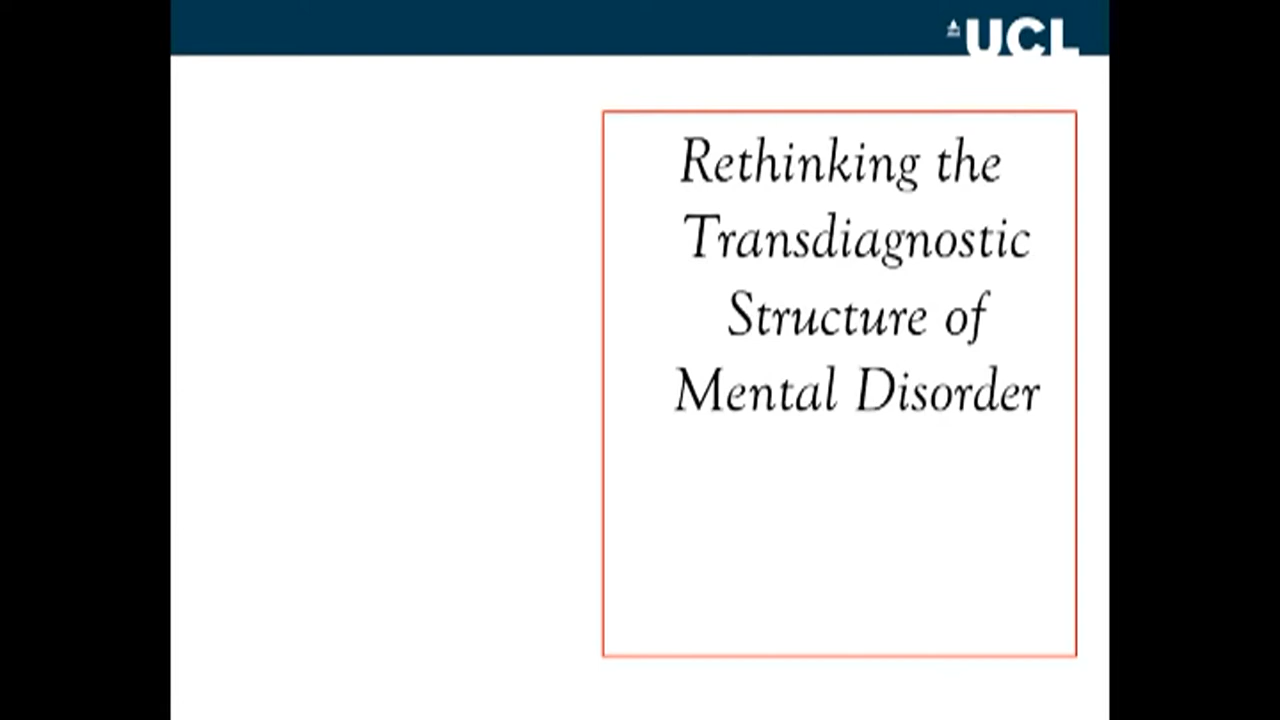 UCL
Rethinking the
Transdiagnostic
Structure of
Mental Disorder